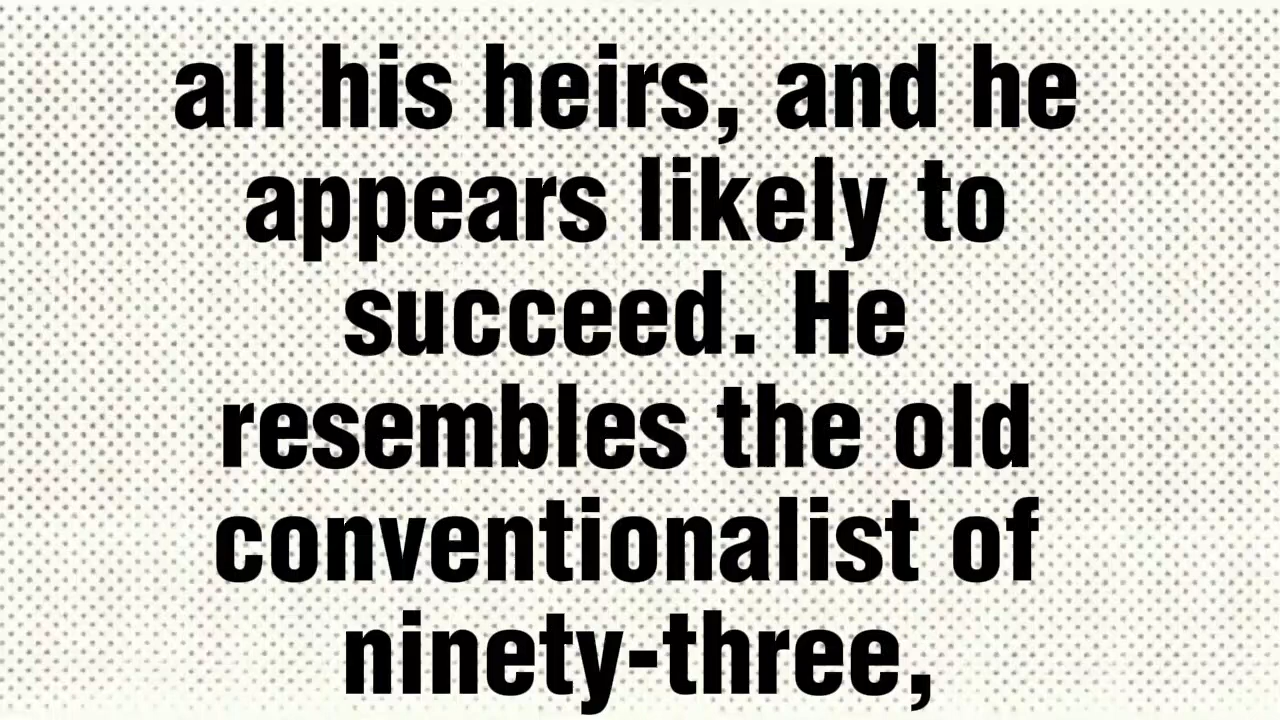 all his heirs, and he
appears likely to
succeed. He
resembles the old
conventionalist of
ninety-three,